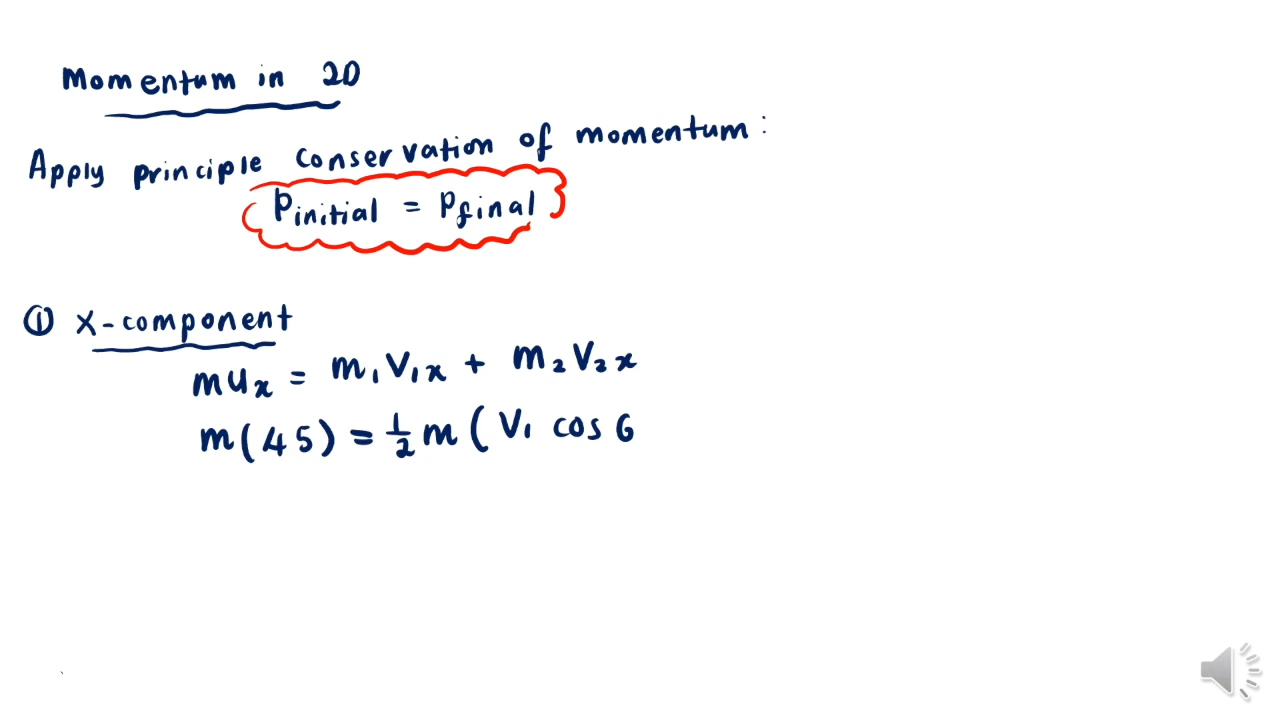 Momentum in 2D
Apply principle conservation of momentum:
Pinitial = Pfinal
① X-component
mux = m₁V₁x + m₂V₂x
m(45) = ½m(V₁ cos 6